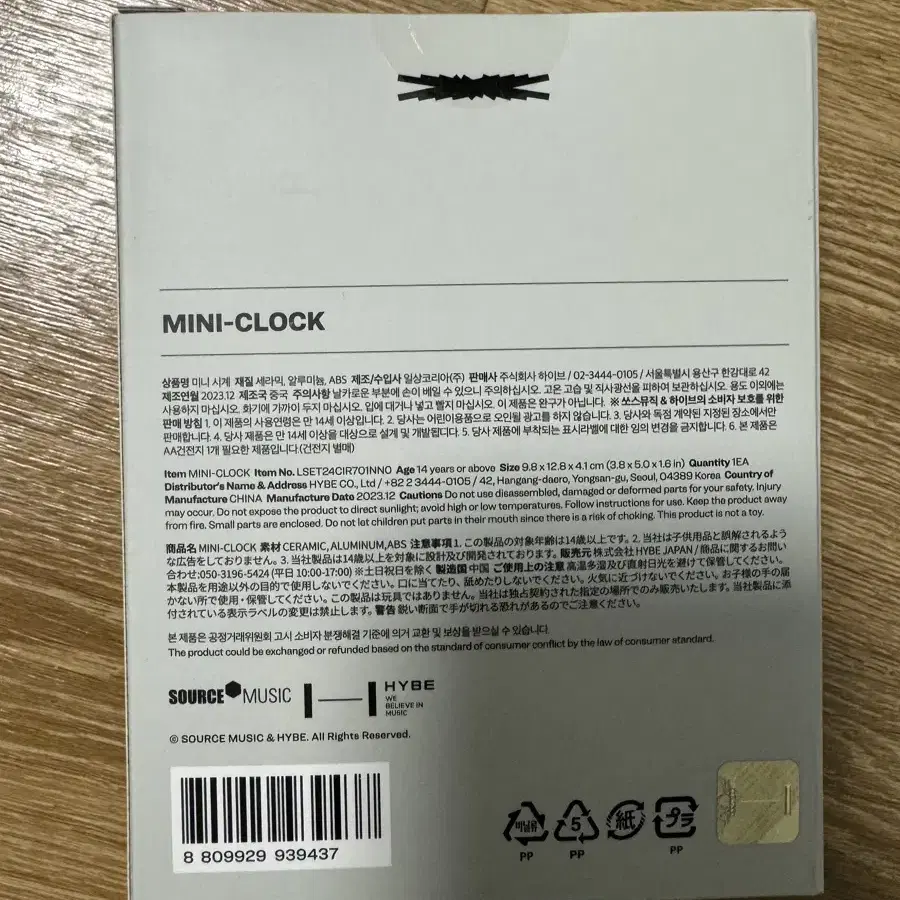 MINI-CLOCK
상품명 미니 시계 재질 세라믹, 알루미늄, ABS 제조/수입사 일상코리아(주) 판매사 주식회사 하이브 / 02-3444-0105 / 서울특별시 용산구 한강대로 42
제조연월 2023.12 제조국 중국 주의사항 날카로운 부분에 손이 베일 수 있으니 주의하십시오. 고온 고습 및 직사광선을 피하여 보관하십시오. 용도 이외에는
사용하지 마십시오. 화기에 가까이 두지 마십시오. 입에 대거나 넣고 빨지 마십시오. 이 제품은 완구가 아닙니다. ※ 쏘스뮤직 & 하이브의 소비자 보호를 위한
판매 방침 1. 이 제품의 사용연령은 만 14세 이상입니다. 2. 당사는 어린이용품으로 오인될 광고를 하지 않습니다. 3. 당사와 독점 계약된 지정된 장소에서만
판매합니다. 4. 당사 제품은 만 14세 이상을 대상으로 설계 및 개발됩니다. 5. 당사 제품에 부착되는 표시라벨에 대한 임의 변경을 금지합니다. 6. 본 제품은
AA건전지 1개 필요한 제품입니다.(건전지 별매)
Item MINI-CLOCK Item No. LSET24CIR701NNO Age 14 years or above Size 9.8 x 12.8 x 4.1 cm (3.8 x 5.0 x 1.6 in) Quantity 1EA
Distributor's Name & Address HYBE CO., Ltd / +82 2 3444-0105 / 42, Hangang-daero, Yongsan-gu, Seoul, 04389 Korea Country of
Manufacture CHINA Manufacture Date 2023.12 Cautions Do not use disassembled, damaged or deformed parts for your safety. Injury
may occur. Do not expose the product to direct sunlight; avoid high or low temperatures. Follow instructions for use. Keep the product away
from fire. Small parts are enclosed. Do not let children put parts in their mouth since there is a risk of choking. This product is not a toy.
商品名 MINI-CLOCK 素材 CERAMIC,ALUMINUM,ABS 注意事項 1. この製品の対象年齢は14歳以上です。2. 当社は子供用品と誤解されるよう
な広告をしておりません。3. 当社製品は14歳以上を対象に設計及び開発されております。販売元 株式会社 HYBE JAPAN / 商品に関するお問い
合わせ:050-3196-5424 (平日 10:00-17:00) ※土日祝日を除く 製造国 中国 ご使用上の注意 高温多湿及び直射日光を避けて保管してください。
本製品を用途以外の目的で使用しないでください。口に当てたり、舐めたりしないでください。火気に近づけないでください。お子様の手の届
かない所で使用・保管してください。この製品は玩具ではありません。当社は独占契約された指定の場所でのみ販売いたします。当社製品に添
付されている表示ラベルの変更は禁止します。警告 鋭い断面で手が切れる恐れがあるのでご注意ください。
본 제품은 공정거래위원회 고시 소비자 분쟁해결 기준에 의거 교환 및 보상을 받으실 수 있습니다.
The product could be exchanged or refunded based on the standard of consumer conflict by the law of consumer standard.
SOURCE MUSIC
HYBE
WE
BELIEVE IN
MUSIC
© SOURCE MUSIC & HYBE. All Rights Reserved.
8 809929 939437
비닐류 5 紙 プラ
PP PP PP